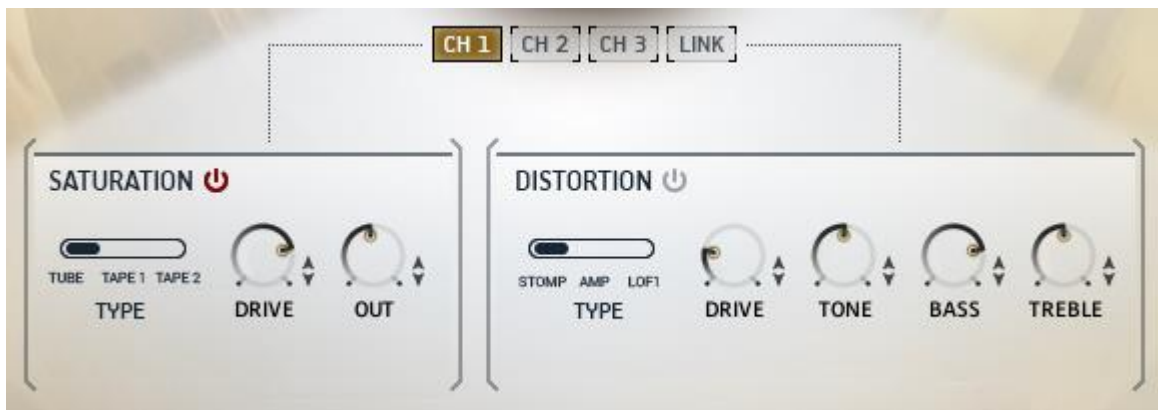 CH 1 CH 2 CH 3 LINK
SATURATION
TUBE TAPE 1 TAPE 2
TYPE DRIVE OUT
DISTORTION
STOMP AMP LOF1
TYPE DRIVE TONE BASS TREBLE